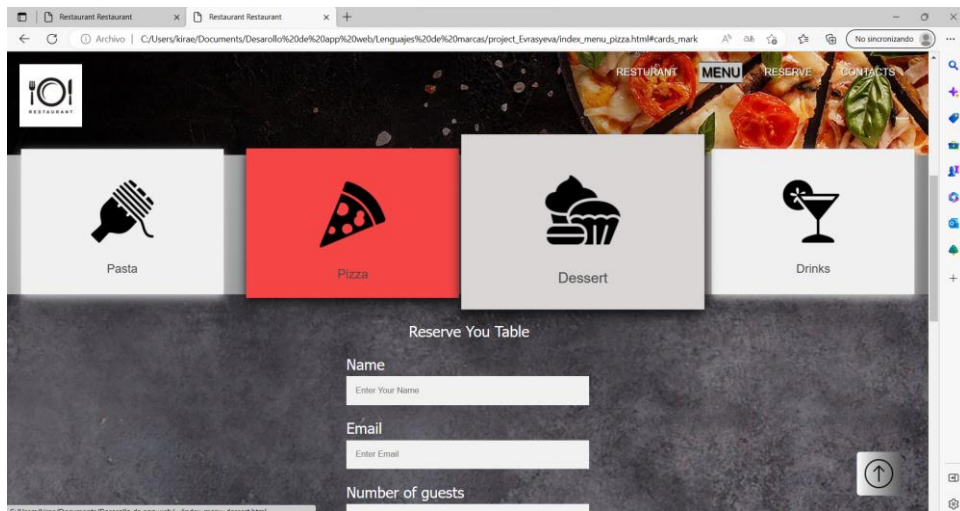 Restaurant Restaurant
Restaurant Restaurant
Archivo | C:/Users/kirae/Documents/Desarollo%20de%20app%20web/Lenguajes%20de%20marcas/project_Evrasyeva/index_menu_pizza.html#cards_mark
No sincronizando
RESTAURANT
RESTURANT MENU RESERVE CONTACTS
Pasta
Pizza
Dessert
Drinks
Reserve You Table
Name
Enter Your Name
Email
Enter Email
Number of guests